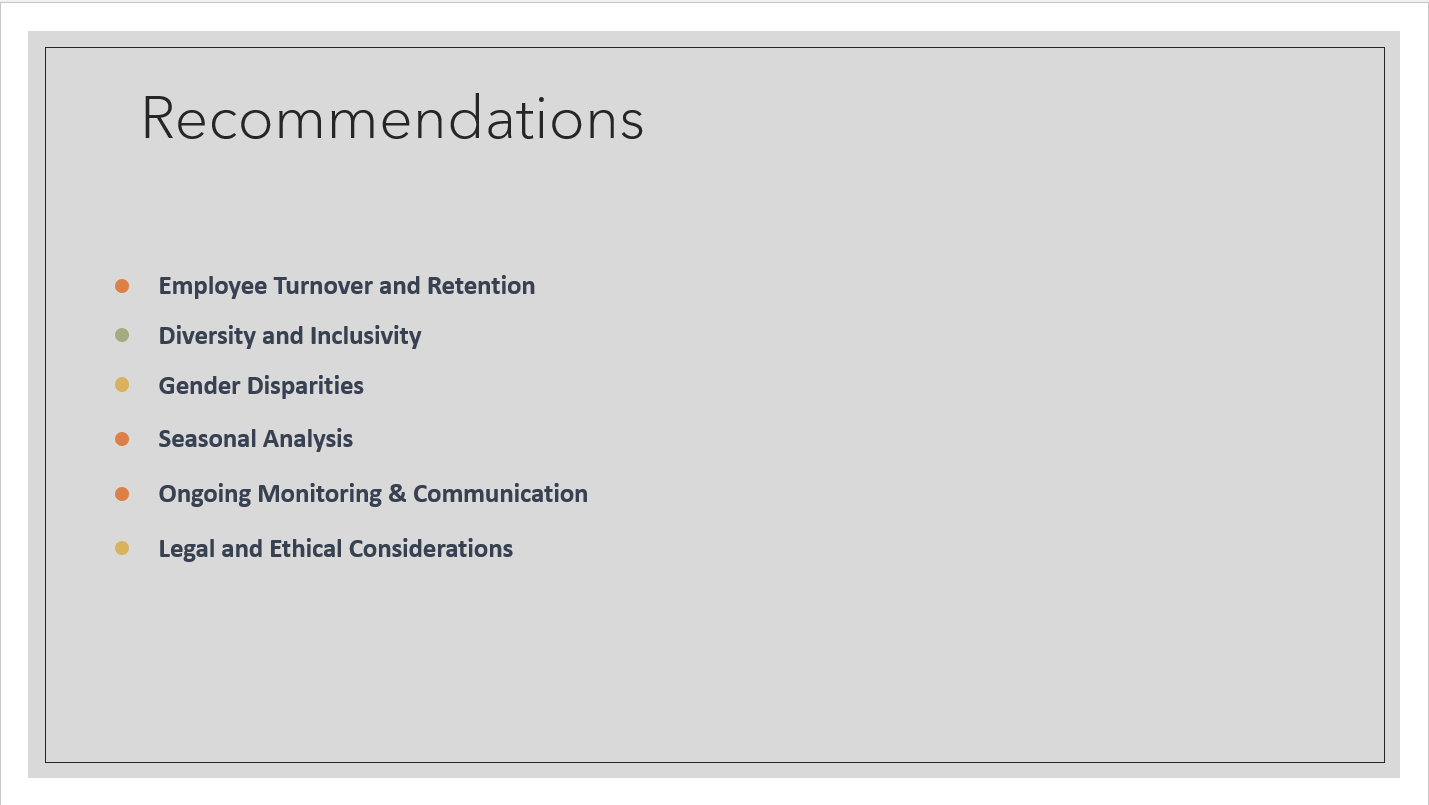 Recommendations
Employee Turnover and Retention
Diversity and Inclusivity
Gender Disparities
Seasonal Analysis
Ongoing Monitoring & Communication
Legal and Ethical Considerations